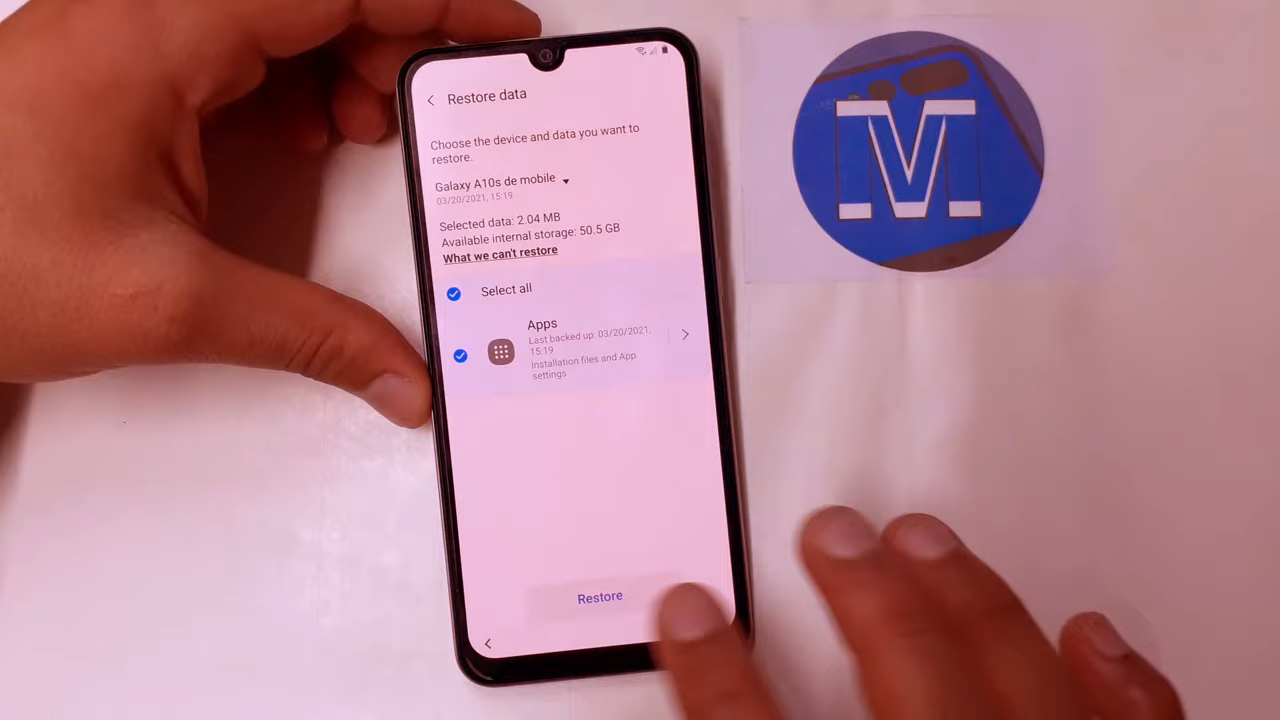 Restore data
Choose the device and data you want to
restore.
Galaxy A10s de mobile
03/20/2021, 15:19
Selected data: 2.04 MB
Available internal storage: 50.5 GB
What we can't restore
Select all
Apps
Last backed up: 03/20/2021,
15:19
Installation files and App
settings
Restore
M